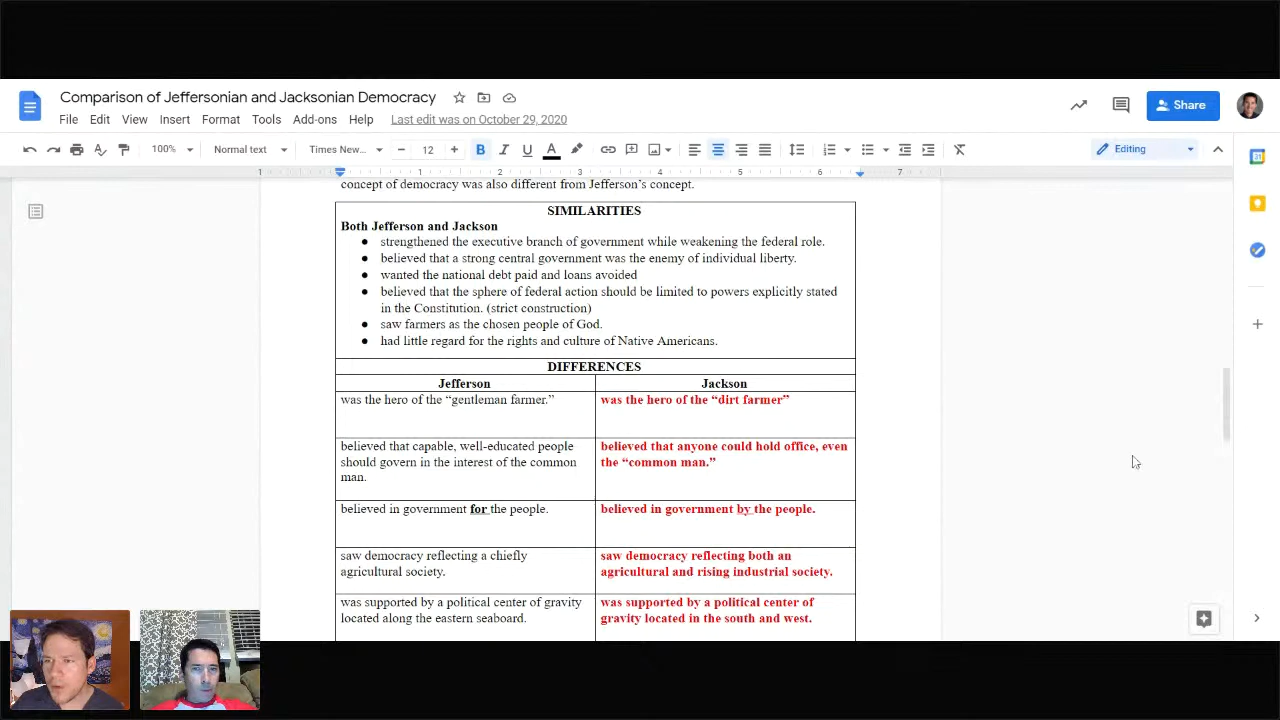 Comparison of Jeffersonian and Jacksonian Democracy
File Edit View Insert Format Tools Add-ons Help Last edit was on October 29, 2020
Share
100% Normal text Times New... 12 Editing
1 1 2 3 4 5 6 7
concept of democracy was also different from Jefferson's concept.
SIMILARITIES
Both Jefferson and Jackson
● strengthened the executive branch of government while weakening the federal role.
● believed that a strong central government was the enemy of individual liberty.
● wanted the national debt paid and loans avoided
● believed that the sphere of federal action should be limited to powers explicitly stated
in the Constitution. (strict construction)
● saw farmers as the chosen people of God.
● had little regard for the rights and culture of Native Americans.
DIFFERENCES
Jefferson
Jackson
was the hero of the “gentleman farmer.”
was the hero of the “dirt farmer”
believed that capable, well-educated people
should govern in the interest of the common
man.
believed that anyone could hold office, even
the “common man.”
believed in government for the people.
believed in government by the people.
saw democracy reflecting a chiefly
agricultural society.
saw democracy reflecting both an
agricultural and rising industrial society.
was supported by a political center of gravity
located along the eastern seaboard.
was supported by a political center of
gravity located in the south and west.